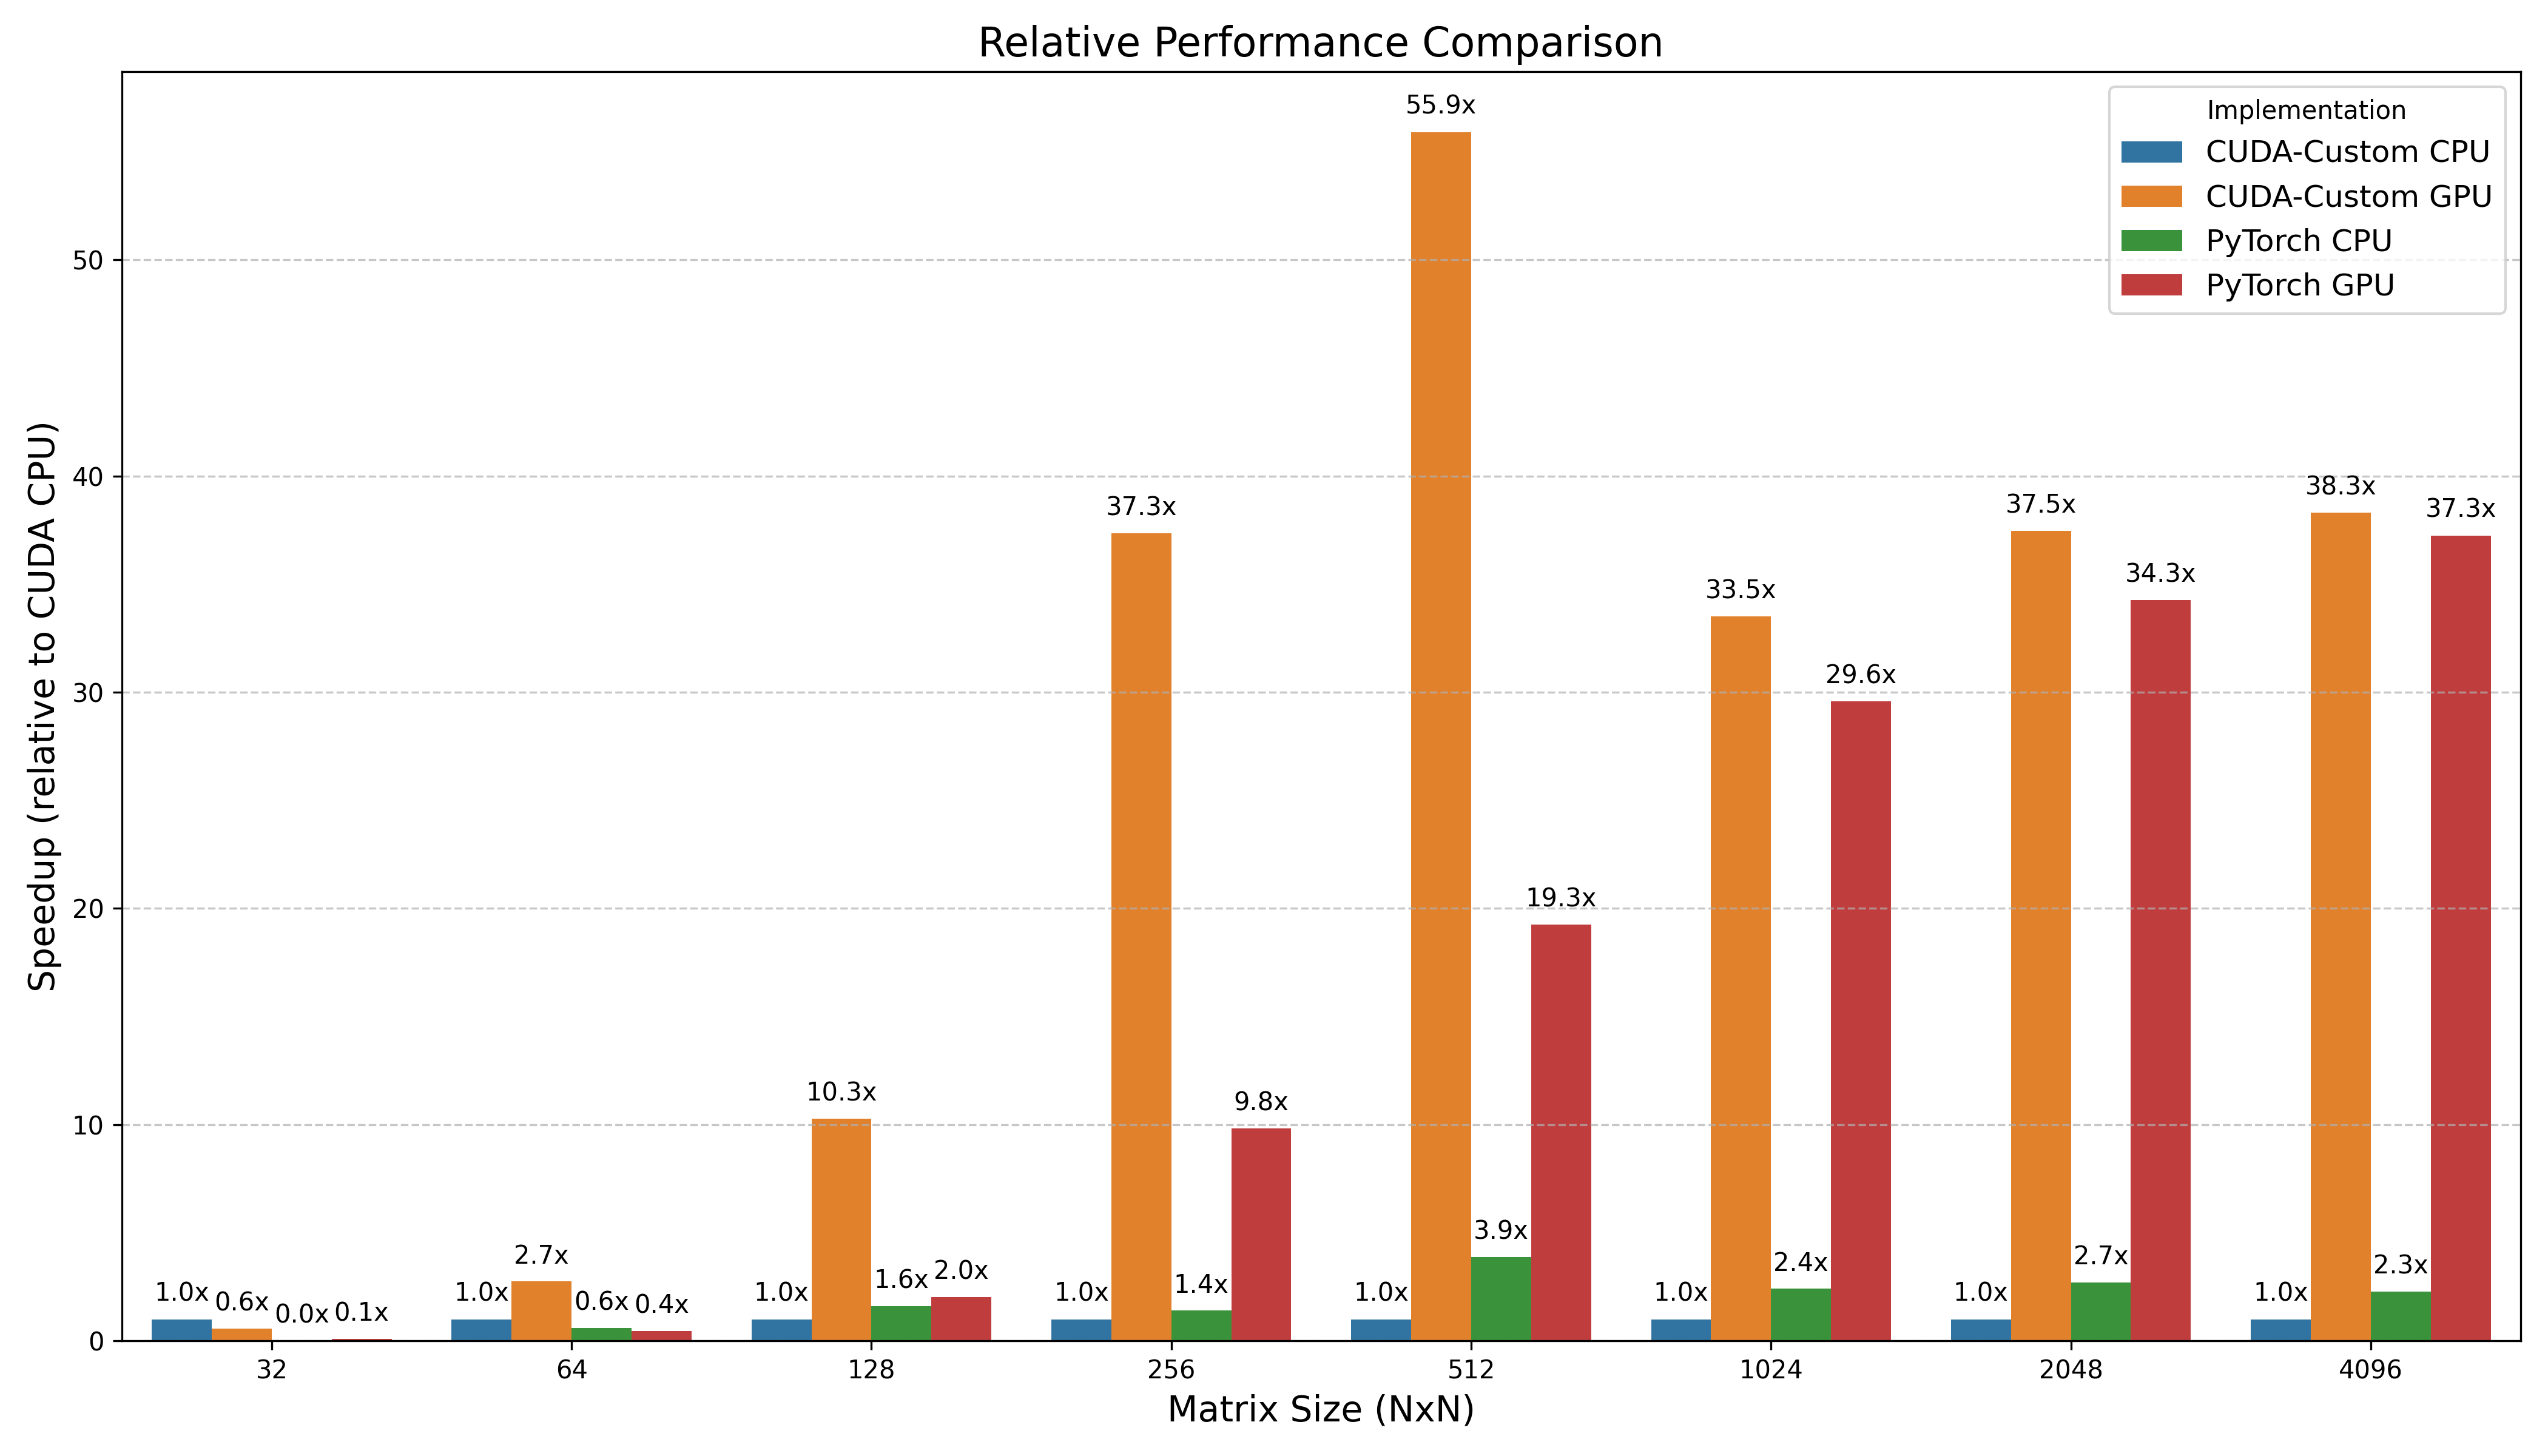 Relative Performance Comparison
Implementation
CUDA-Custom CPU
CUDA-Custom GPU
PyTorch CPU
PyTorch GPU
Speedup (relative to CUDA CPU)
50
40
30
20
10
0
1.0x 0.6x 0.0x 0.1x
1.0x 2.7x 0.6x 0.4x
1.0x 10.3x 1.6x 2.0x
1.0x 37.3x 1.4x 9.8x
1.0x 55.9x 3.9x 19.3x
1.0x 33.5x 2.4x 29.6x
1.0x 37.5x 2.7x 34.3x
1.0x 38.3x 2.3x 37.3x
32 64 128 256 512 1024 2048 4096
Matrix Size (NxN)